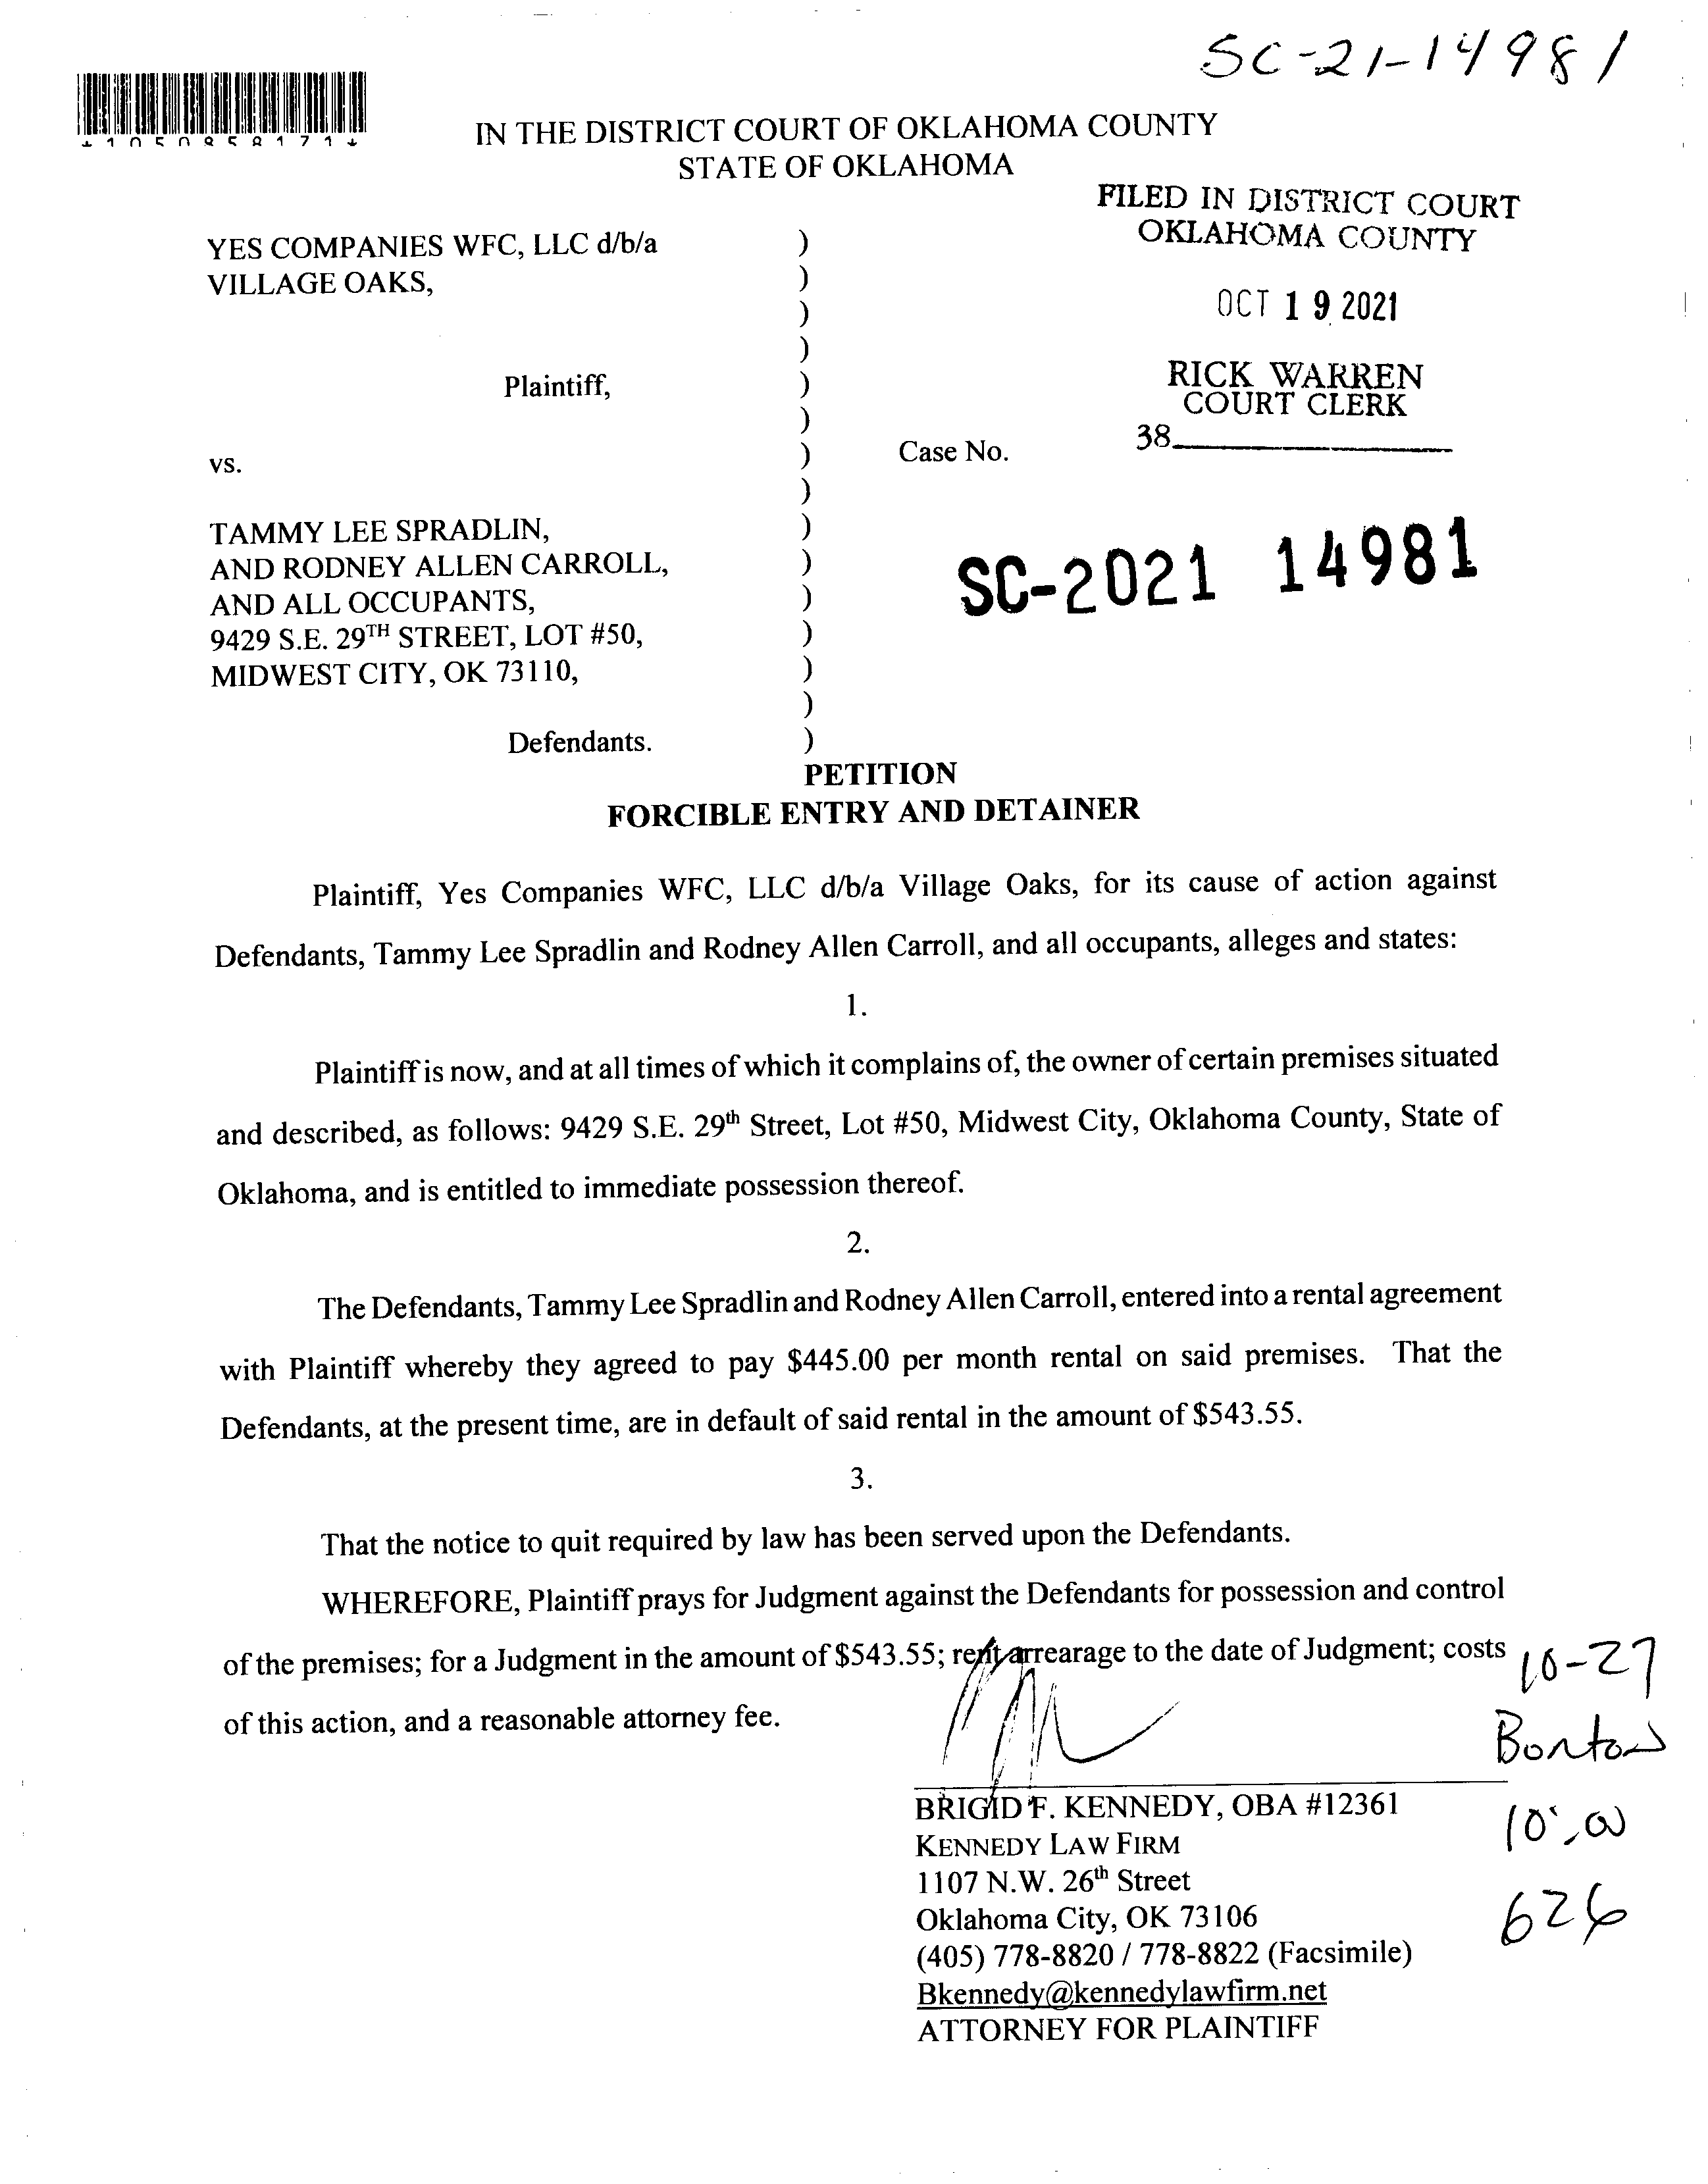 SC-21-14981
*1050858171*
IN THE DISTRICT COURT OF OKLAHOMA COUNTY
STATE OF OKLAHOMA
FILED IN DISTRICT COURT
OKLAHOMA COUNTY
OCT 19 2021
RICK WARREN
COURT CLERK
38
YES COMPANIES WFC, LLC d/b/a )
VILLAGE OAKS, )
)
)
Plaintiff, )
)
vs. ) Case No.
)
TAMMY LEE SPRADLIN, )
AND RODNEY ALLEN CARROLL, ) SC-2021 14981
AND ALL OCCUPANTS, )
9429 S.E. 29TH STREET, LOT #50, )
MIDWEST CITY, OK 73110, )
)
Defendants. )
PETITION
FORCIBLE ENTRY AND DETAINER
Plaintiff, Yes Companies WFC, LLC d/b/a Village Oaks, for its cause of action against
Defendants, Tammy Lee Spradlin and Rodney Allen Carroll, and all occupants, alleges and states:
1.
Plaintiff is now, and at all times of which it complains of, the owner of certain premises situated
and described, as follows: 9429 S.E. 29th Street, Lot #50, Midwest City, Oklahoma County, State of
Oklahoma, and is entitled to immediate possession thereof.
2.
The Defendants, Tammy Lee Spradlin and Rodney Allen Carroll, entered into a rental agreement
with Plaintiff whereby they agreed to pay $445.00 per month rental on said premises. That the
Defendants, at the present time, are in default of said rental in the amount of $543.55.
3.
That the notice to quit required by law has been served upon the Defendants.
WHEREFORE, Plaintiff prays for Judgment against the Defendants for possession and control
of the premises; for a Judgment in the amount of $543.55; rent arrearage to the date of Judgment; costs
of this action, and a reasonable attorney fee.
10-27
10:00
626
BRIGID F. KENNEDY, OBA #12361
KENNEDY LAW FIRM
1107 N.W. 26th Street
Oklahoma City, OK 73106
(405) 778-8820 / 778-8822 (Facsimile)
Bkennedy@kennedylawfirm.net
ATTORNEY FOR PLAINTIFF